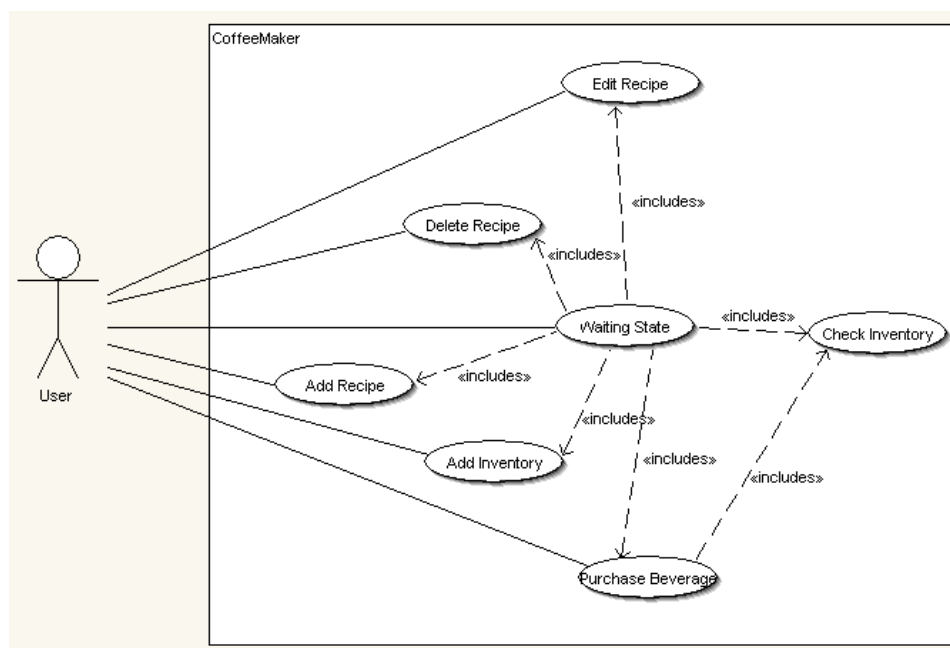 CoffeeMaker
Edit Recipe
«includes»
Delete Recipe
«includes»
Waiting State
«includes»
Check Inventory
Add Recipe
«includes»
User
«includes»
Add Inventory
«includes»
«includes»
Purchase Beverage